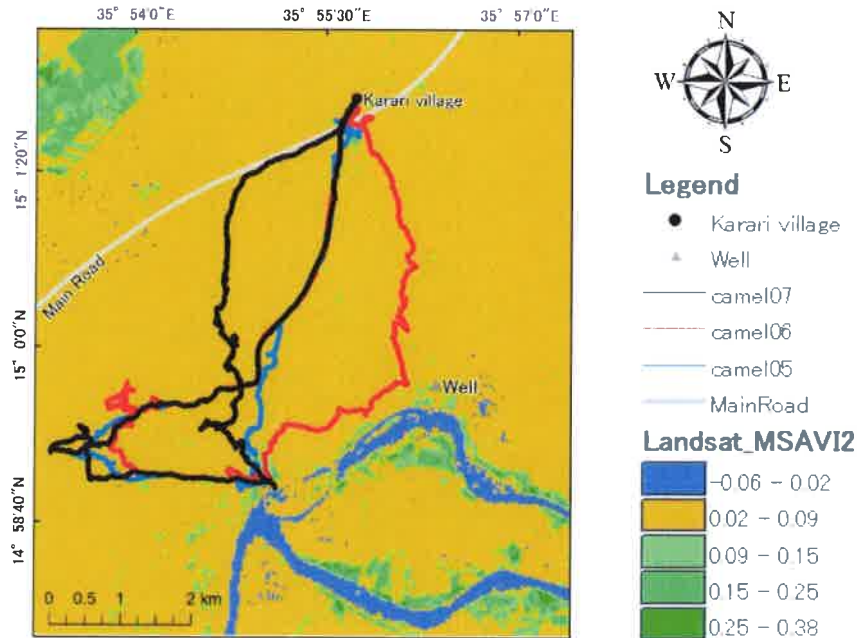 35° 54′0″E
35° 55′30″E
35° 57′0″E
N
W
E
S
15° 1′20″N
15° 0′0″N
14° 58′40″N
Karari village
Main Road
Well
0 0.5 1 2 km
Legend
Karari village
Well
camel07
camel06
camel05
MainRoad
Landsat_MSAVI2
-0.06 - 0.02
0.02 - 0.09
0.09 - 0.15
0.15 - 0.25
0.25 - 0.38